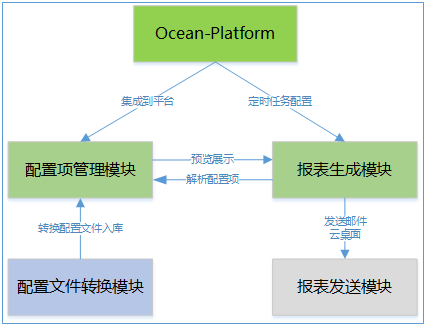 Ocean-Platform
集成到平台
定时任务配置
配置项管理模块
预览展示
解析配置项
报表生成模块
转换配置文件入库
发送邮件
云桌面
配置文件转换模块
报表发送模块